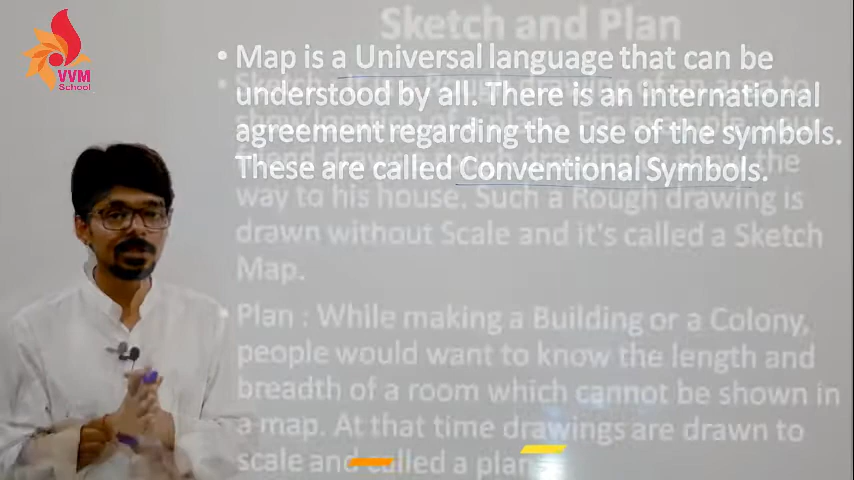 VVM
School
Sketch and Plan
• Map is a Universal language that can be
understood by all. There is an international
agreement regarding the use of the symbols.
These are called Conventional Symbols.
way to his house. Such a Rough drawing is
drawn without Scale and it's called a Sketch
Map.
• Plan : While making a Building or a Colony,
people would want to know the length and
breadth of a room which cannot be shown in
a map. At that time drawings are drawn to
scale and called a plan